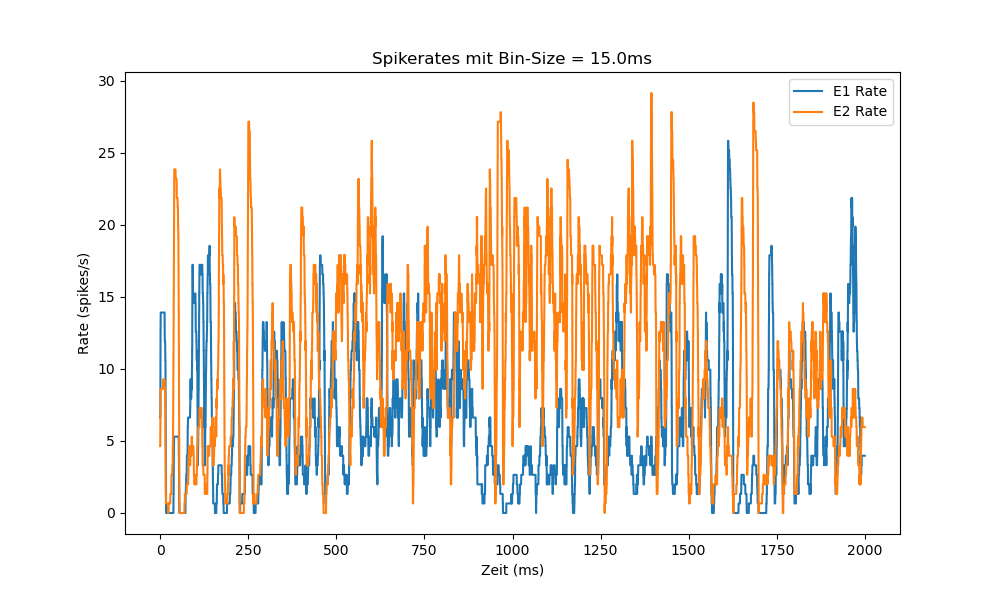 Spikerates mit Bin-Size = 15.0ms
E1 Rate
E2 Rate
Rate (spikes/s)
30
25
20
15
10
5
0
0 250 500 750 1000 1250 1500 1750 2000
Zeit (ms)